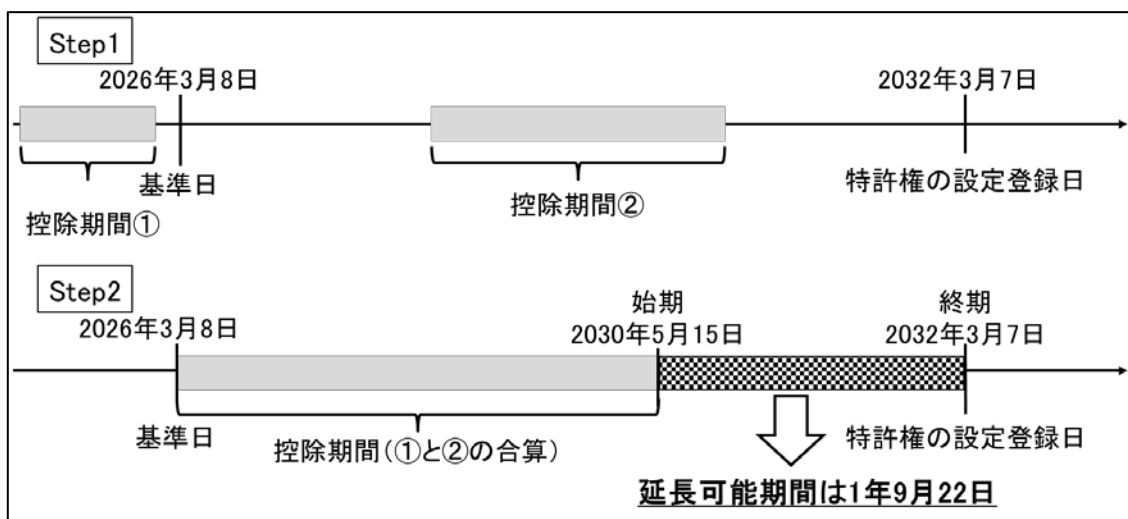 Step1
2026年3月8日
2032年3月7日
基準日
特許権の設定登録日
控除期間①
控除期間②
Step2
始期
終期
2026年3月8日
2030年5月15日
2032年3月7日
基準日
控除期間(①と②の合算)
特許権の設定登録日
延長可能期間は1年9月22日